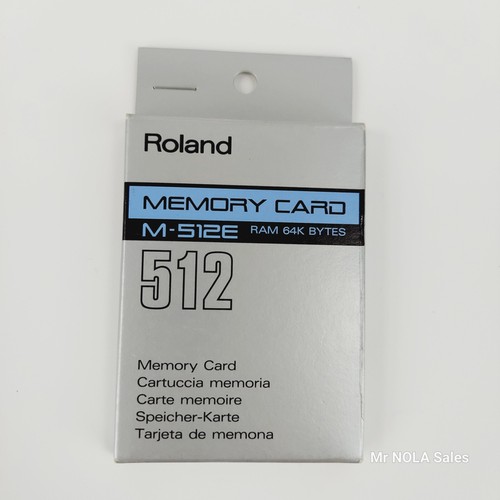 Roland
MEMORY CARD
M-512E RAM 64K BYTES
512
Memory Card
Cartuccia memoria
Carte memoire
Speicher-Karte
Tarjeta de memona
Mr NOLA Sales